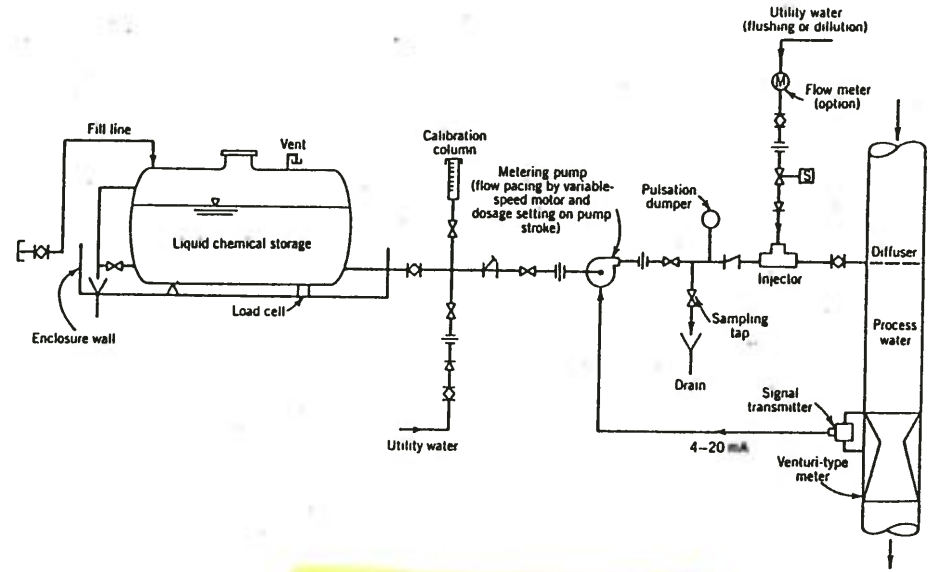 Utility water
(flushing or dillution)
M
Flow meter
(option)
Fill line
Vent
Calibration
column
Metering pump
(flow pacing by variable-
speed motor and
dosage setting on pump
stroke)
Pulsation
dumper
S
Liquid chemical storage
Diffuser
Injector
Load cell
Enclosure wall
Sampling
tap
Process
water
Drain
Signal
transmitter
Utility water
4–20 mA
Venturi-type
meter